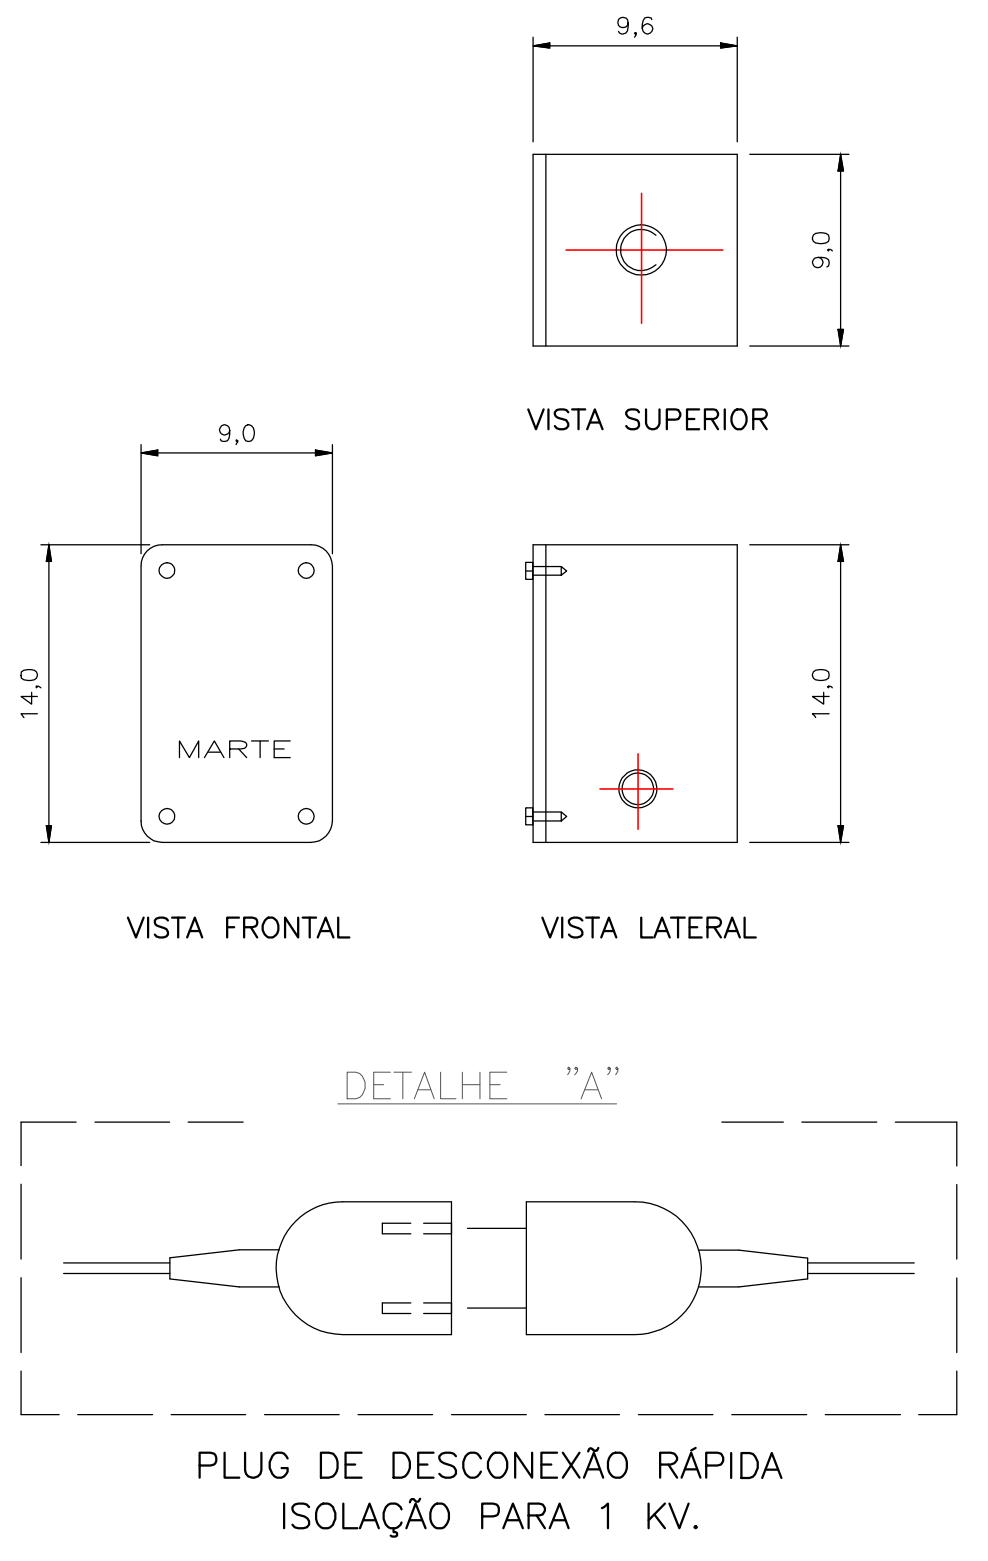 9,6
9,0
VISTA SUPERIOR
9,0
14,0
MARTE
14,0
VISTA FRONTAL
VISTA LATERAL
DETALHE "A"
PLUG DE DESCONEXÃO RÁPIDA
ISOLAÇÃO PARA 1 KV.